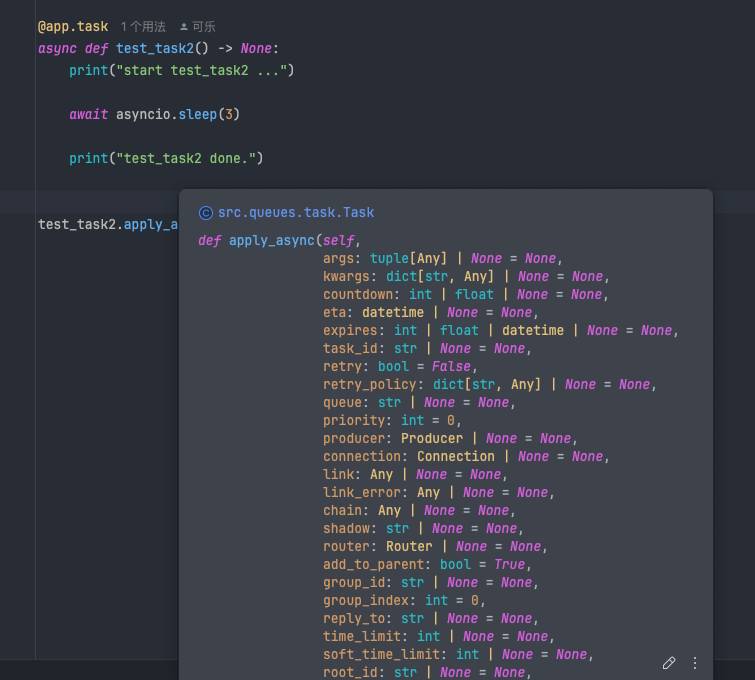 @app.task 1个用法 可乐
async def test_task2() -> None:
print("start test_task2 ...")
await asyncio.sleep(3)
print("test_task2 done.")
test_task2.apply_a
C src.queues.task.Task
def apply_async(self,
args: tuple[Any] | None = None,
kwargs: dict[str, Any] | None = None,
countdown: int | float | None = None,
eta: datetime | None = None,
expires: int | float | datetime | None = None,
task_id: str | None = None,
retry: bool = False,
retry_policy: dict[str, Any] | None = None,
queue: str | None = None,
priority: int = 0,
producer: Producer | None = None,
connection: Connection | None = None,
link: Any | None = None,
link_error: Any | None = None,
chain: Any | None = None,
shadow: str | None = None,
router: Router | None = None,
add_to_parent: bool = True,
group_id: str | None = None,
group_index: int = 0,
reply_to: str | None = None,
time_limit: int | None = None,
soft_time_limit: int | None = None,
root_id: str | None = None,